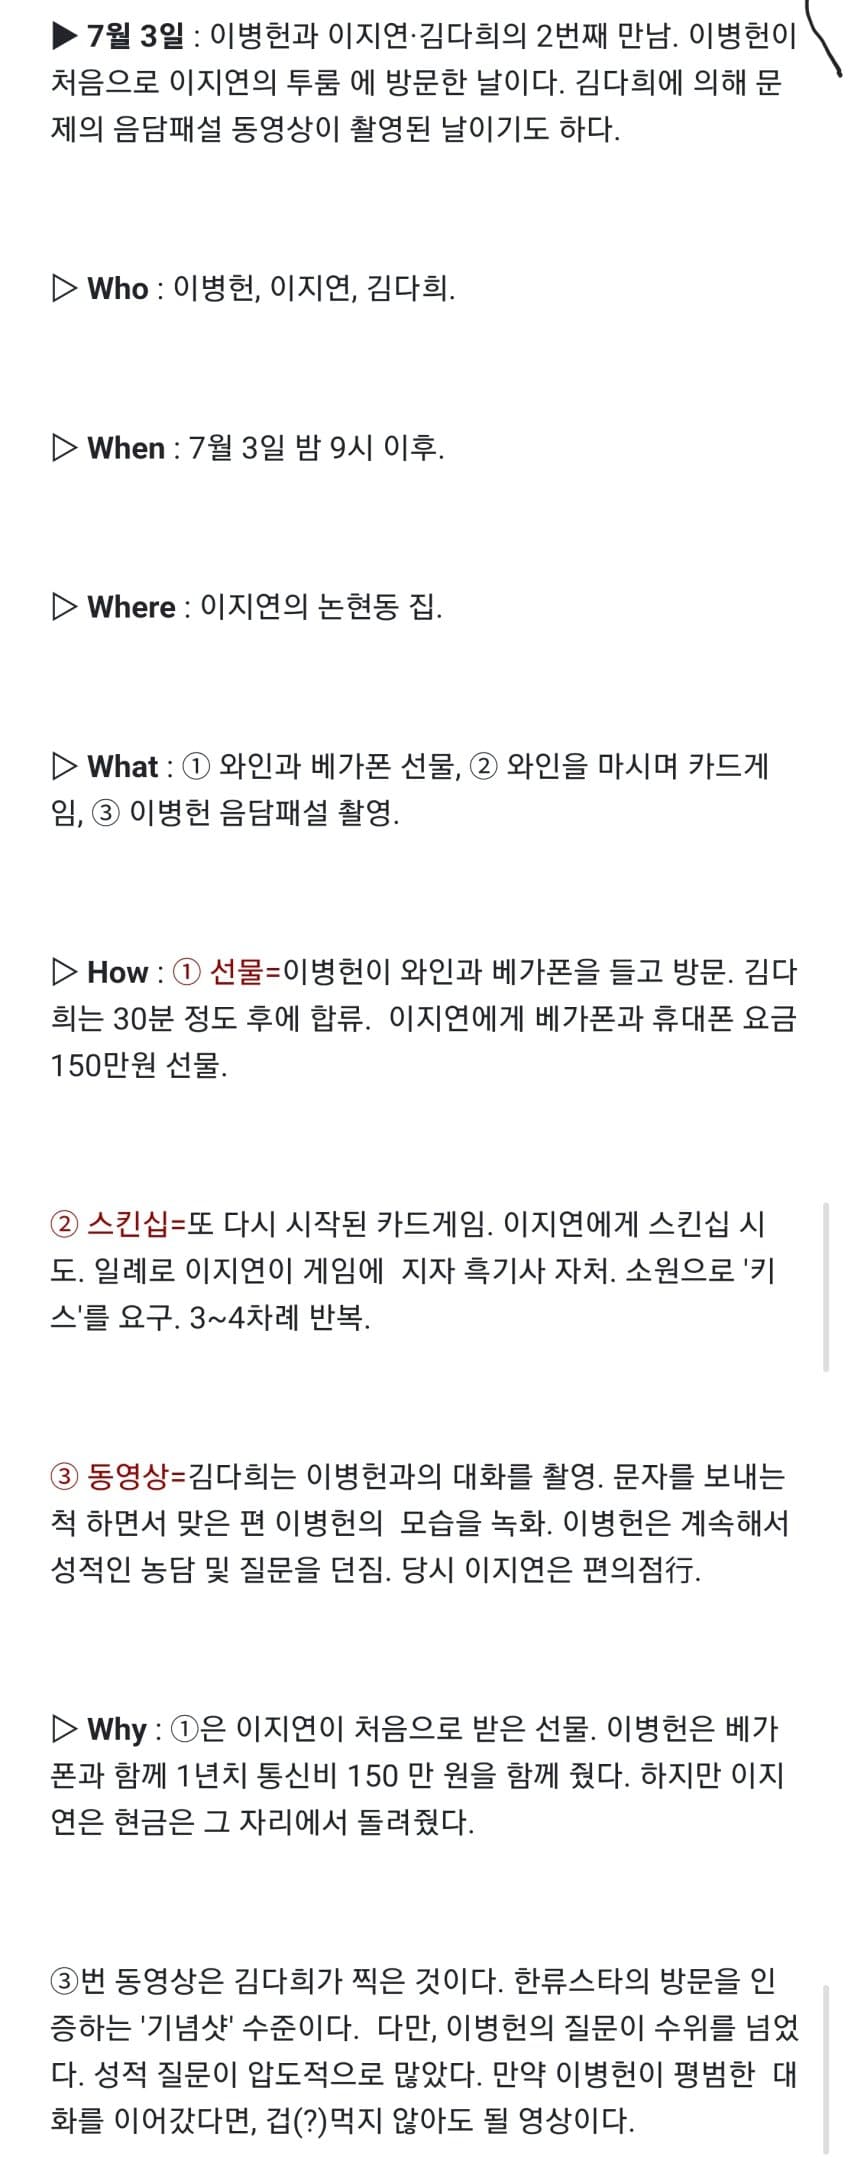 ▶ 7월 3일 : 이병헌과 이지연·김다희의 2번째 만남. 이병헌이
처음으로 이지연의 투룸 에 방문한 날이다. 김다희에 의해 문
제의 음담패설 동영상이 촬영된 날이기도 하다.
▷ Who : 이병헌, 이지연, 김다희.
▷ When : 7월 3일 밤 9시 이후.
▷ Where : 이지연의 논현동 집.
▷ What : ① 와인과 베가폰 선물, ② 와인을 마시며 카드게
임, ③ 이병헌 음담패설 촬영.
▷ How : ① 선물=이병헌이 와인과 베가폰을 들고 방문. 김다
희는 30분 정도 후에 합류.  이지연에게 베가폰과 휴대폰 요금
150만원 선물.
② 스킨십=또 다시 시작된 카드게임. 이지연에게 스킨십 시
도. 일례로 이지연이 게임에  지자 흑기사 자처. 소원으로 '키
스'를 요구. 3~4차례 반복.
③ 동영상=김다희는 이병헌과의 대화를 촬영. 문자를 보내는
척 하면서 맞은 편 이병헌의  모습을 녹화. 이병헌은 계속해서
성적인 농담 및 질문을 던짐. 당시 이지연은 편의점行.
▷ Why : ①은 이지연이 처음으로 받은 선물. 이병헌은 베가
폰과 함께 1년치 통신비 150 만 원을 함께 줬다. 하지만 이지
연은 현금은 그 자리에서 돌려줬다.
③번 동영상은 김다희가 찍은 것이다. 한류스타의 방문을 인
증하는 '기념샷' 수준이다.  다만, 이병헌의 질문이 수위를 넘었
다. 성적 질문이 압도적으로 많았다. 만약 이병헌이 평범한  대
화를 이어갔다면, 겁(?)먹지 않아도 될 영상이다.